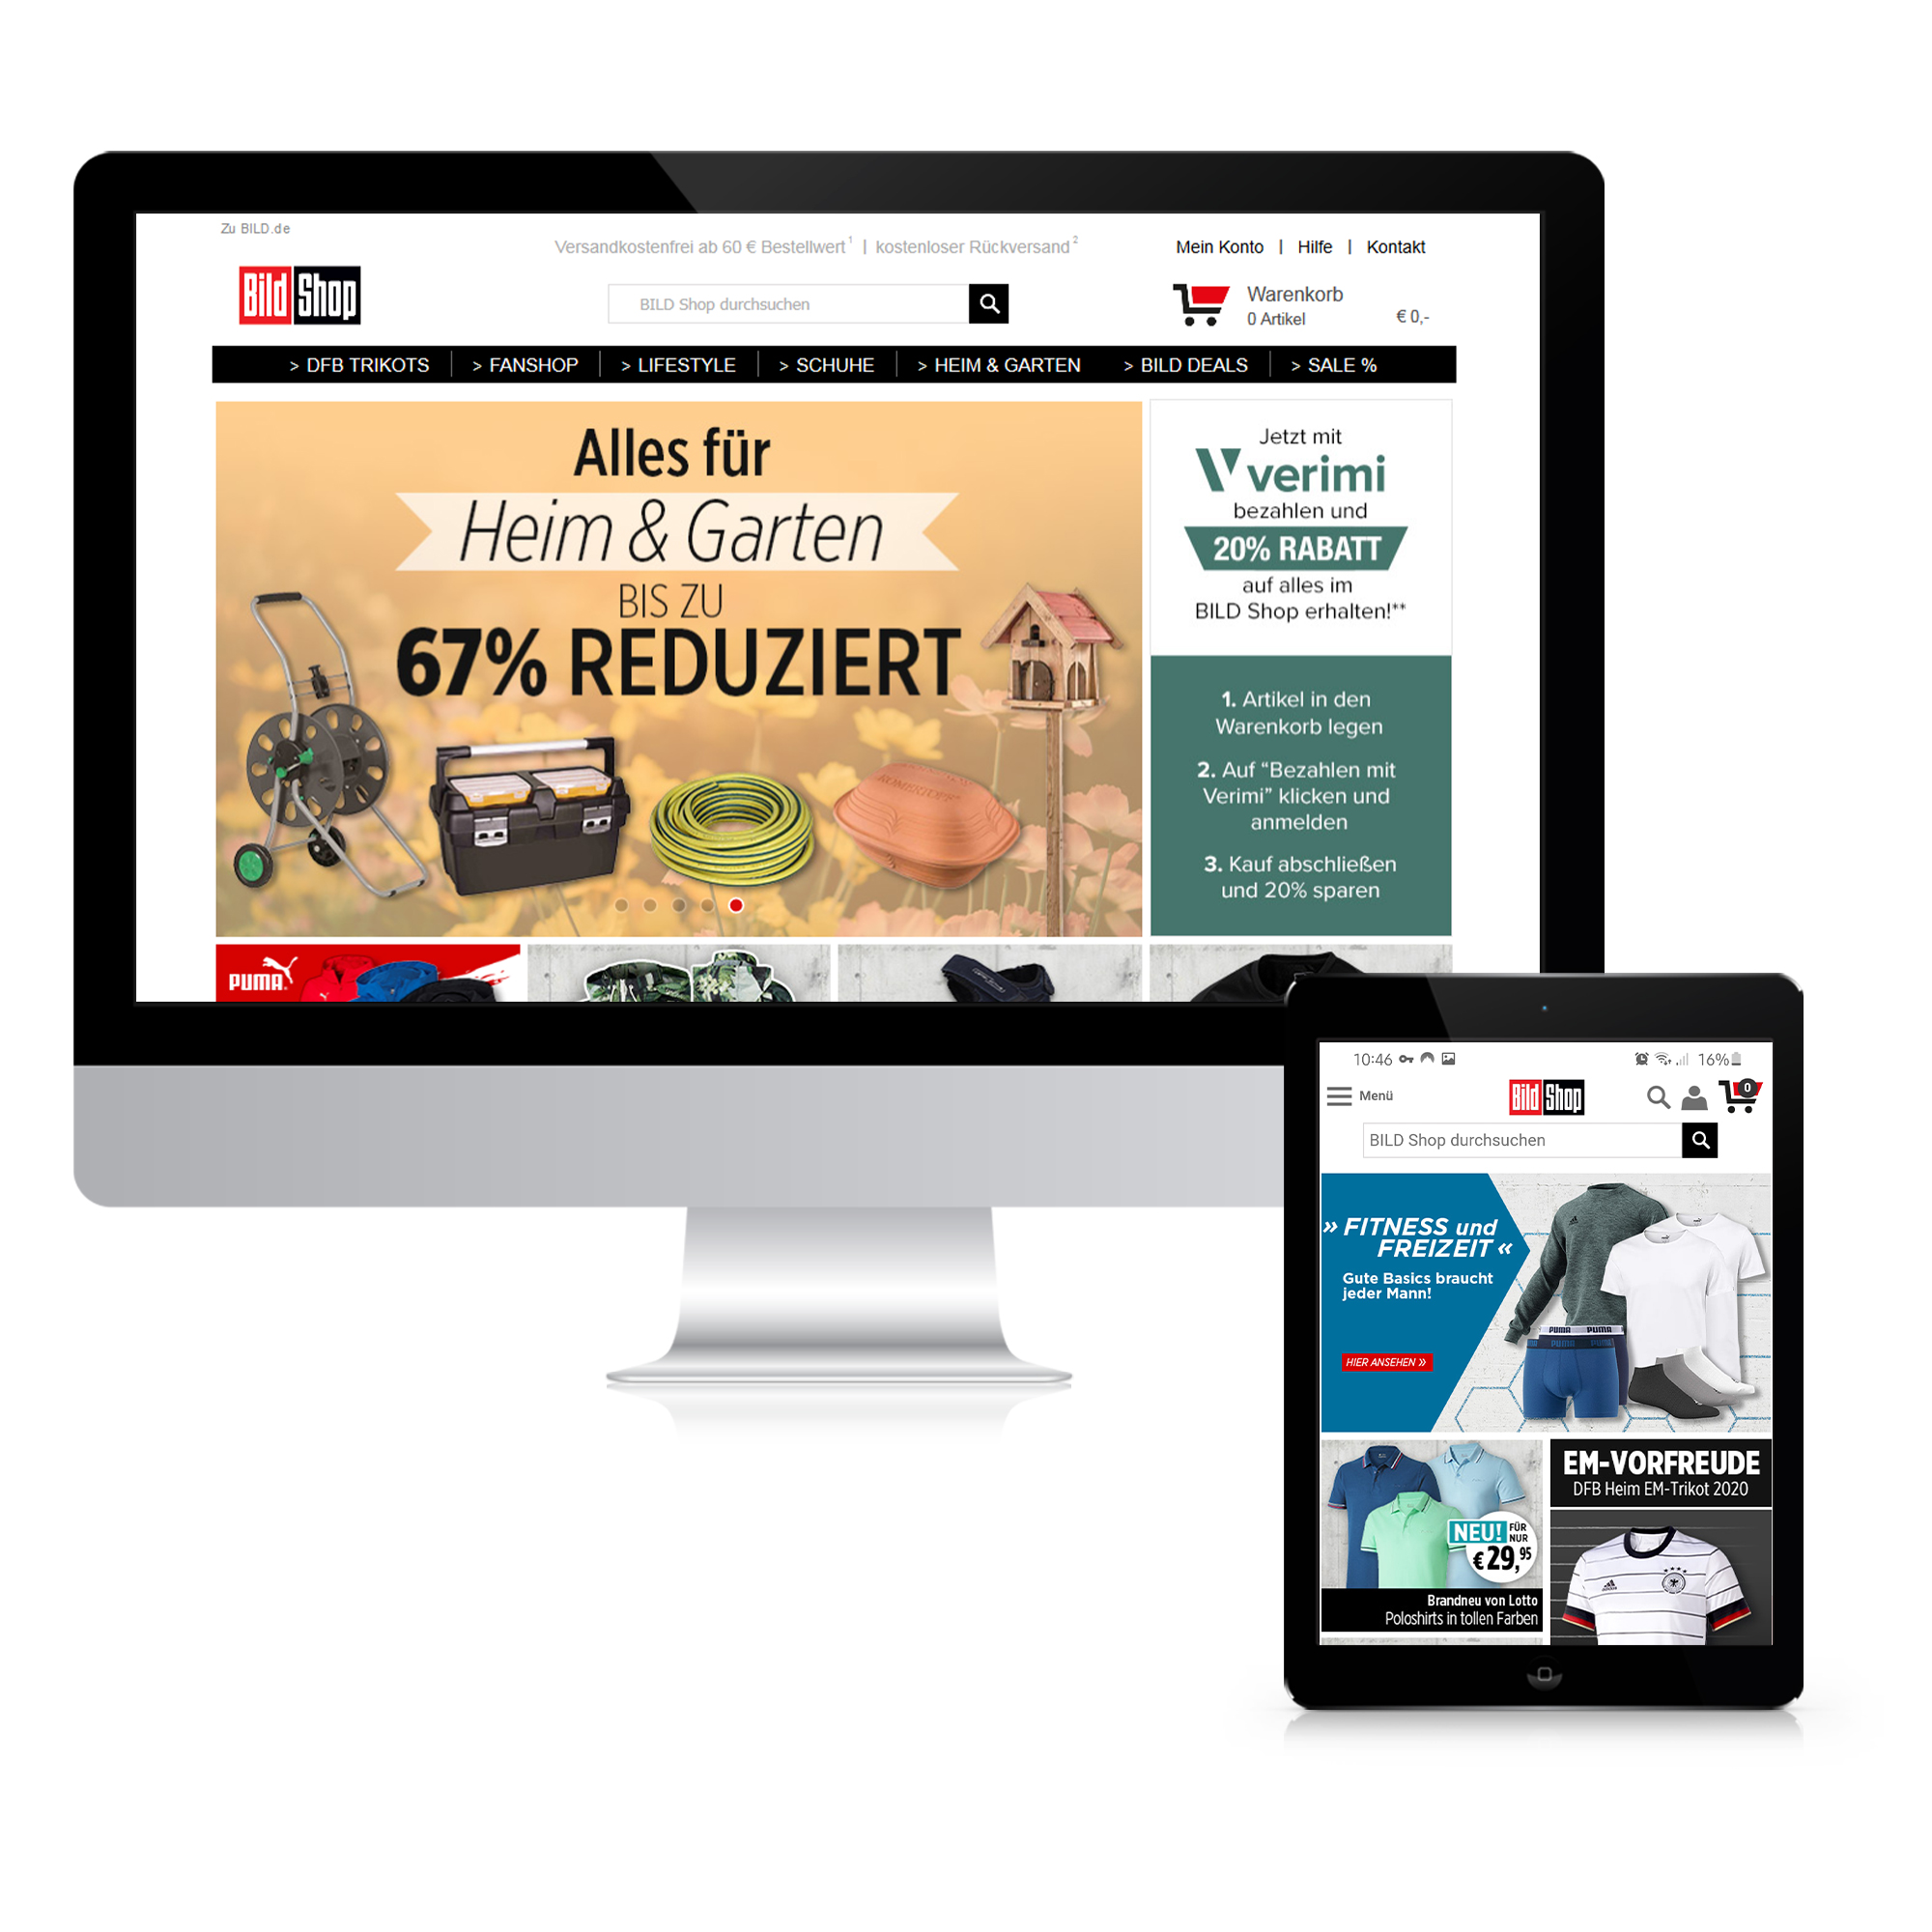 Zu BILD.de
Versandkostenfrei ab 60 € Bestellwert 1 | kostenloser Rückversand 2
Mein Konto | Hilfe | Kontakt
Bild Shop
BILD Shop durchsuchen
Warenkorb
0 Artikel
€ 0,-
> DFB TRIKOTS > FANSHOP > LIFESTYLE > SCHUHE > HEIM & GARTEN > BILD DEALS > SALE %
Alles für
Heim & Garten
BIS ZU
67% REDUZIERT
RÖMERTOPF
Jetzt mit
verimi
bezahlen und
20% RABATT
auf alles im
BILD Shop erhalten!**
1. Artikel in den
Warenkorb legen
2. Auf “Bezahlen mit
Verimi” klicken und
anmelden
3. Kauf abschließen
und 20% sparen
PUMA
10:46
16%
Menü
Bild Shop
0
BILD Shop durchsuchen
» FITNESS und
FREIZEIT «
Gute Basics braucht
jeder Mann!
HIER ANSEHEN »
PUMA PUMA
PUMA
NEU! FÜR
NUR
€ 29,95
Brandneu von Lotto
Poloshirts in tollen Farben
EM-VORFREUDE
DFB Heim EM-Trikot 2020
adidas